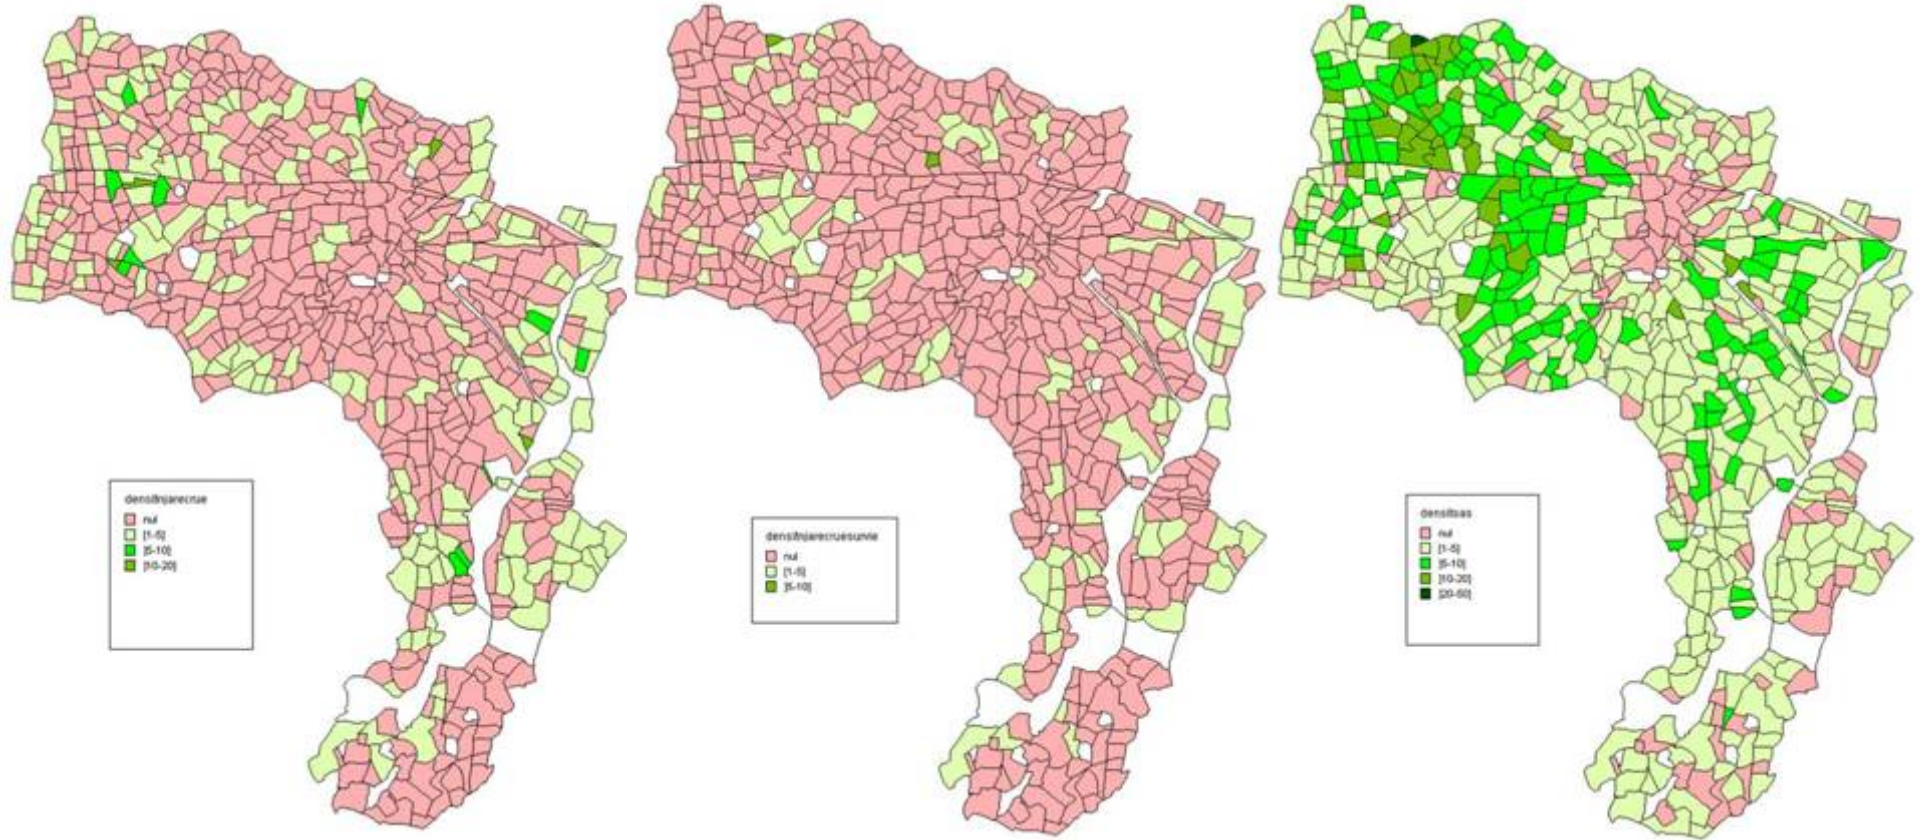 densitnjarecrue
nul
[1-5]
]5-10]
]10-20]
densitnjarecruesurvie
nul
[1-5]
]5-10]
densitsas
nul
[1-5]
]5-10]
]10-20]
]20-50]